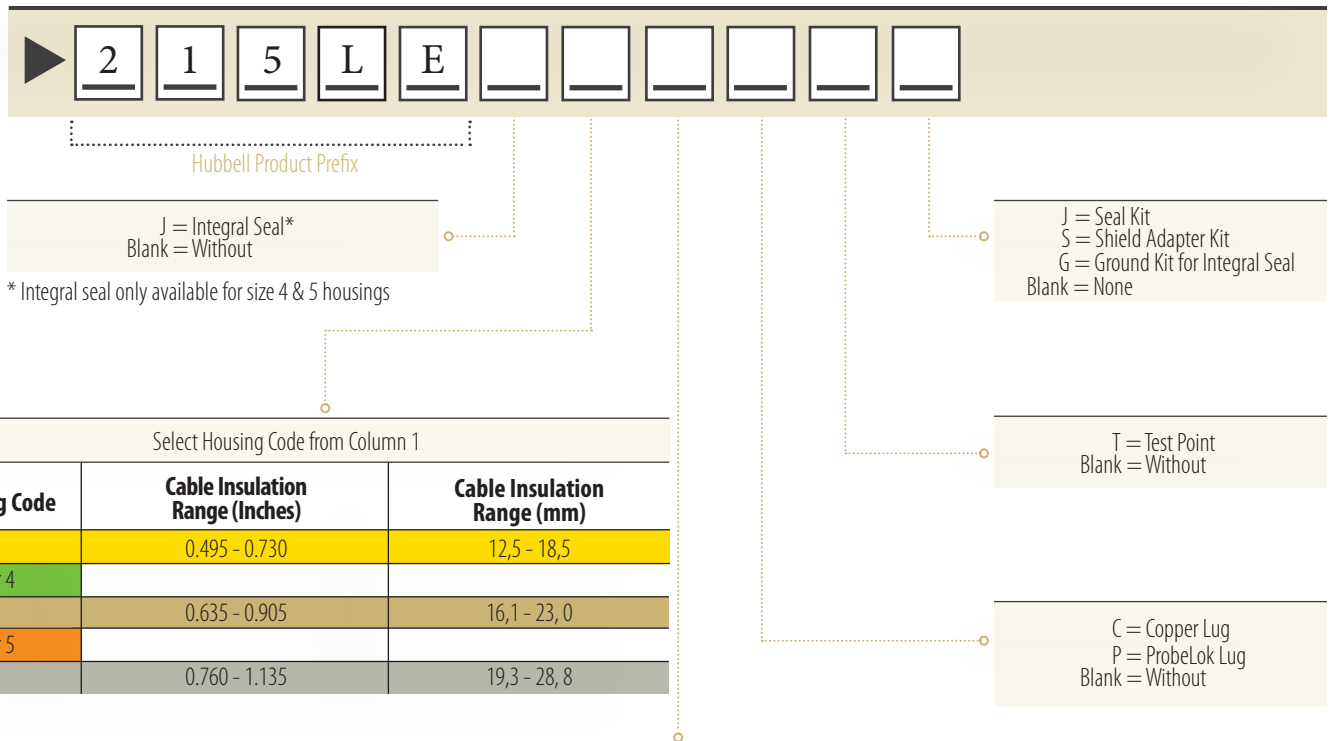 2 1 5 L E
Hubbell Product Prefix
J = Integral Seal*
Blank = Without
* Integral seal only available for size 4 & 5 housings
J = Seal Kit
S = Shield Adapter Kit
G = Ground Kit for Integral Seal
Blank = None
Select Housing Code from Column 1
Code Cable Insulation Range (Inches) Cable Insulation Range (mm)
0.495 - 0.730 12,5 - 18,5
4
0.635 - 0.905 16,1 - 23, 0
5
0.760 - 1.135 19,3 - 28, 8
T = Test Point
Blank = Without
C = Copper Lug
P = ProbeLok Lug
Blank = Without